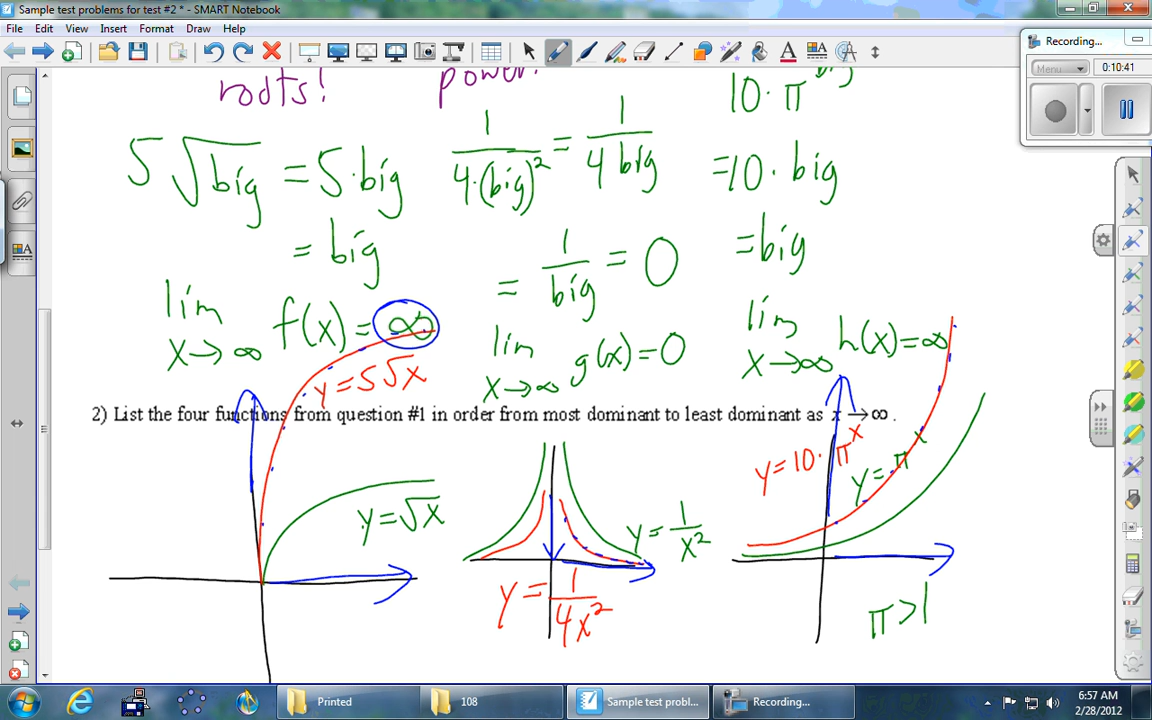 Sample test problems for test #2 * - SMART Notebook
File Edit View Insert Format Draw Help
Recording...
Menu
0:10:41
roots!
power!
10·π^big
5√big = 5·big
= big
lim x→∞ f(x) = ∞
1/(4·(big)²) = 1/(4 big)
= 1/big = 0
lim x→∞ g(x) = 0
=10·big
=big
lim x→∞ h(x)=∞
2) List the four functions from question #1 in order from most dominant to least dominant as x→∞.
y=5√x
y=√x
y=1/x²
y=1/(4x²)
y=10·π^x
y=π^x
π>1
Printed
108
Sample test probl...
Recording...
6:57 AM
2/28/2012